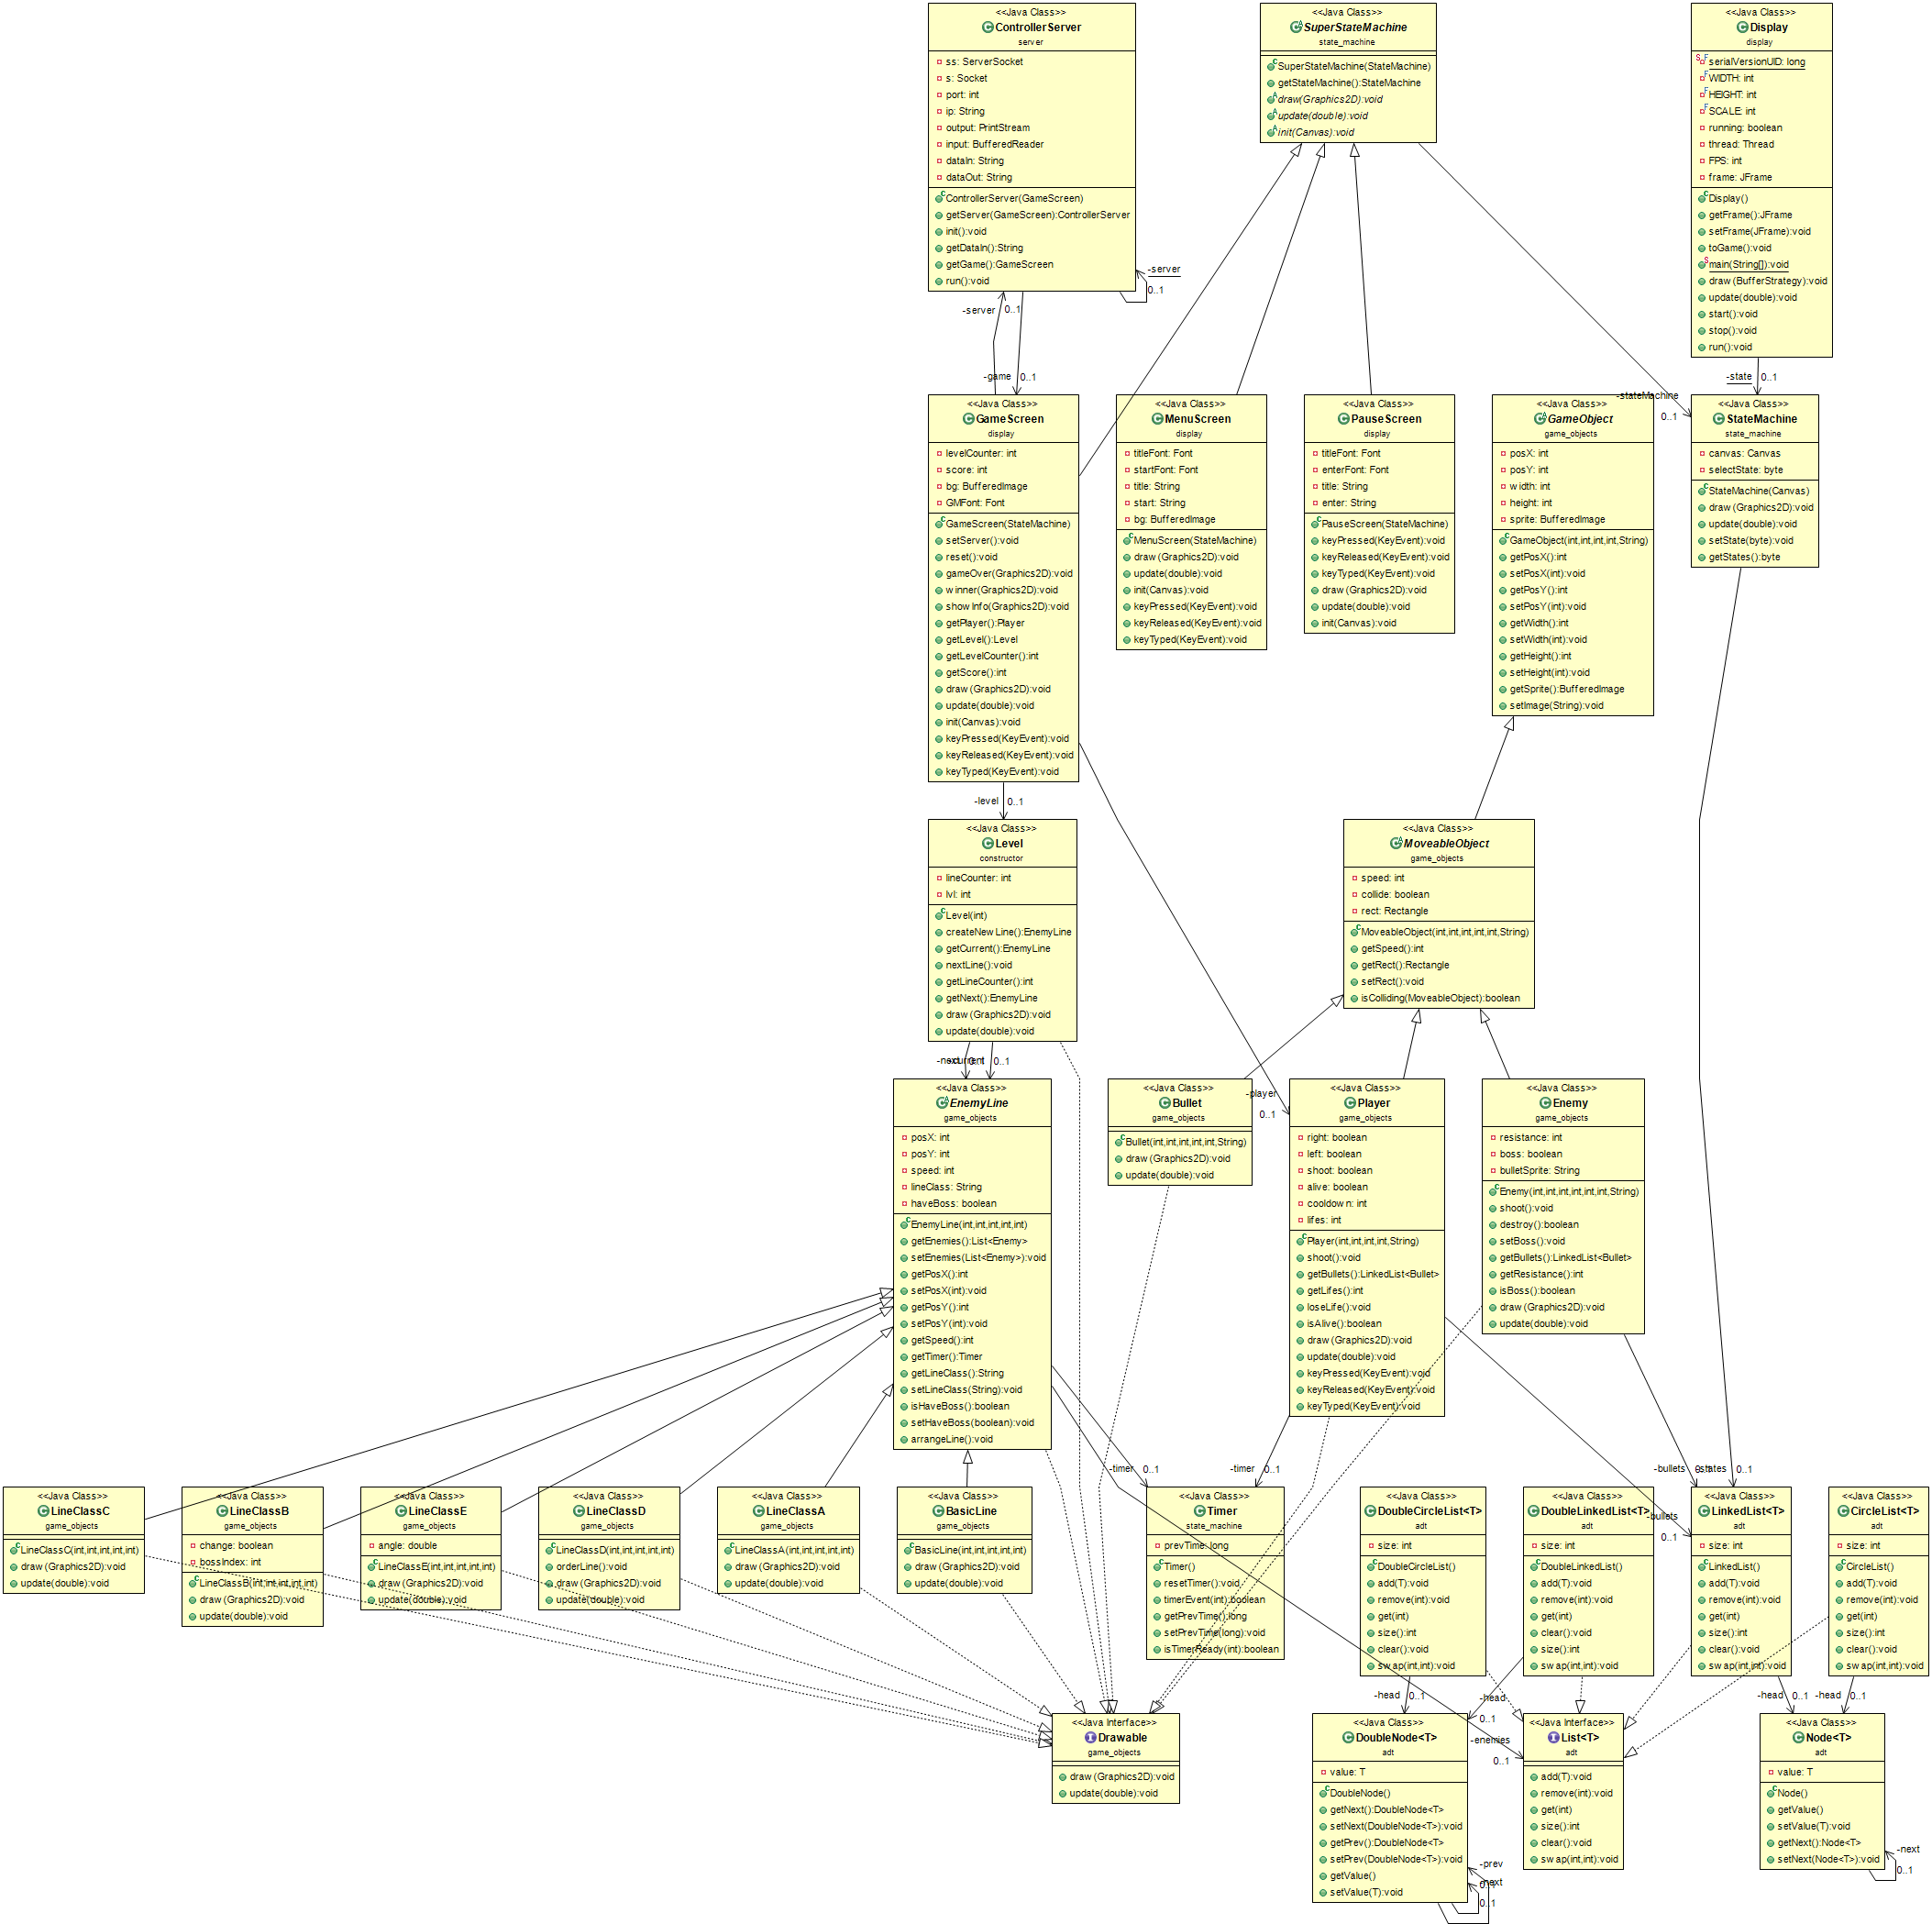 <<Java Class>>
ControllerServer
server
ss: ServerSocket
s: Socket
port: int
ip: String
output: PrintStream
input: BufferedReader
dataIn: String
dataOut: String
ControllerServer(GameScreen)
getServer(GameScreen):ControllerServer
init():void
getDataIn():String
getGame():GameScreen
run():void
-server
0..1
<<Java Class>>
SuperStateMachine
state_machine
SuperStateMachine(StateMachine)
getStateMachine():StateMachine
draw(Graphics2D):void
update(double):void
init(Canvas):void
<<Java Class>>
Display
display
serialVersionUID: long
WIDTH: int
HEIGHT: int
SCALE: int
running: boolean
thread: Thread
FPS: int
frame: JFrame
Display()
getFrame():JFrame
setFrame(JFrame):void
toGame():void
main(String[]):void
draw(BufferStrategy):void
update(double):void
start():void
stop():void
run():void
-server
0..1
-game
0..1
-stateMachine
0..1
-state
0..1
<<Java Class>>
GameScreen
display
levelCounter: int
score: int
bg: BufferedImage
GMFont: Font
GameScreen(StateMachine)
setServer():void
reset():void
gameOver(Graphics2D):void
winner(Graphics2D):void
showInfo(Graphics2D):void
getPlayer():Player
getLevel():Level
getLevelCounter():int
getScore():int
draw(Graphics2D):void
update(double):void
init(Canvas):void
keyPressed(KeyEvent):void
keyReleased(KeyEvent):void
keyTyped(KeyEvent):void
<<Java Class>>
MenuScreen
display
titleFont: Font
startFont: Font
title: String
start: String
bg: BufferedImage
MenuScreen(StateMachine)
draw(Graphics2D):void
update(double):void
init(Canvas):void
keyPressed(KeyEvent):void
keyReleased(KeyEvent):void
keyTyped(KeyEvent):void
<<Java Class>>
PauseScreen
display
titleFont: Font
enterFont: Font
title: String
enter: String
PauseScreen(StateMachine)
keyPressed(KeyEvent):void
keyReleased(KeyEvent):void
keyTyped(KeyEvent):void
draw(Graphics2D):void
update(double):void
init(Canvas):void
<<Java Class>>
GameObject
game_objects
posX: int
posY: int
width: int
height: int
sprite: BufferedImage
GameObject(int,int,int,int,String)
getPosX():int
setPosX(int):void
getPosY():int
setPosY(int):void
getWidth():int
setWidth(int):void
getHeight():int
setHeight(int):void
getSprite():BufferedImage
setImage(String):void
<<Java Class>>
StateMachine
state_machine
canvas: Canvas
selectState: byte
StateMachine(Canvas)
draw(Graphics2D):void
update(double):void
setState(byte):void
getStates():byte
-level
0..1
<<Java Class>>
Level
constructor
lineCounter: int
lvl: int
Level(int)
createNewLine():EnemyLine
getCurrent():EnemyLine
nextLine():void
getLineCounter():int
getNext():EnemyLine
draw(Graphics2D):void
update(double):void
<<Java Class>>
MoveableObject
game_objects
speed: int
collide: boolean
rect: Rectangle
MoveableObject(int,int,int,int,int,String)
getSpeed():int
getRect():Rectangle
setRect():void
isColliding(MoveableObject):boolean
-next
-current
0..1
0..1
-player
0..1
<<Java Class>>
EnemyLine
game_objects
posX: int
posY: int
speed: int
lineClass: String
haveBoss: boolean
EnemyLine(int,int,int,int,int)
getEnemies():List<Enemy>
setEnemies(List<Enemy>):void
getPosX():int
setPosX(int):void
getPosY():int
setPosY(int):void
getSpeed():int
getTimer():Timer
getLineClass():String
setLineClass(String):void
isHaveBoss():boolean
setHaveBoss(boolean):void
arrangeLine():void
<<Java Class>>
Bullet
game_objects
Bullet(int,int,int,int,int,String)
draw(Graphics2D):void
update(double):void
<<Java Class>>
Player
game_objects
right: boolean
left: boolean
shoot: boolean
alive: boolean
cooldown: int
lifes: int
Player(int,int,int,int,String)
shoot():void
getBullets():LinkedList<Bullet>
getLifes():int
loseLife():void
isAlive():boolean
draw(Graphics2D):void
update(double):void
keyPressed(KeyEvent):void
keyReleased(KeyEvent):void
keyTyped(KeyEvent):void
<<Java Class>>
Enemy
game_objects
resistance: int
boss: boolean
bulletSprite: String
Enemy(int,int,int,int,int,int,String)
shoot():void
destroy():boolean
setBoss():void
getBullets():LinkedList<Bullet>
getResistance():int
isBoss():boolean
draw(Graphics2D):void
update(double):void
-timer
0..1
-timer
0..1
-bullets
0..1
-states
0..1
-bullets
0..1
<<Java Class>>
LineClassC
game_objects
LineClassC(int,int,int,int,int)
draw(Graphics2D):void
update(double):void
<<Java Class>>
LineClassB
game_objects
change: boolean
bossIndex: int
LineClassB(int,int,int,int,int)
draw(Graphics2D):void
update(double):void
<<Java Class>>
LineClassE
game_objects
angle: double
LineClassE(int,int,int,int,int)
draw(Graphics2D):void
update(double):void
<<Java Class>>
LineClassD
game_objects
LineClassD(int,int,int,int,int)
orderLine():void
draw(Graphics2D):void
update(double):void
<<Java Class>>
LineClassA
game_objects
LineClassA(int,int,int,int,int)
draw(Graphics2D):void
update(double):void
<<Java Class>>
BasicLine
game_objects
BasicLine(int,int,int,int,int)
draw(Graphics2D):void
update(double):void
<<Java Class>>
Timer
state_machine
prevTime: long
Timer()
resetTimer():void
timerEvent(int):boolean
getPrevTime():long
setPrevTime(long):void
isTimerReady(int):boolean
<<Java Class>>
DoubleCircleList<T>
adt
size: int
DoubleCircleList()
add(T):void
remove(int):void
get(int)
size():int
clear():void
swap(int,int):void
<<Java Class>>
DoubleLinkedList<T>
adt
size: int
DoubleLinkedList()
add(T):void
remove(int):void
get(int)
clear():void
size():int
swap(int,int):void
<<Java Class>>
LinkedList<T>
adt
size: int
LinkedList()
add(T):void
remove(int):void
get(int)
size():int
clear():void
swap(int,int):void
<<Java Class>>
CircleList<T>
adt
size: int
CircleList()
add(T):void
remove(int):void
get(int)
size():int
clear():void
swap(int,int):void
-head
0..1
-head
0..1
-head
0..1
-head
0..1
-enemies
0..1
<<Java Interface>>
Drawable
game_objects
draw(Graphics2D):void
update(double):void
<<Java Class>>
DoubleNode<T>
adt
value: T
DoubleNode()
getNext():DoubleNode<T>
setNext(DoubleNode<T>):void
getPrev():DoubleNode<T>
setPrev(DoubleNode<T>):void
getValue()
setValue(T):void
-prev
0..1
-next
0..1
<<Java Interface>>
List<T>
adt
add(T):void
remove(int):void
get(int)
size():int
clear():void
swap(int,int):void
<<Java Class>>
Node<T>
adt
value: T
Node()
getValue()
setValue(T):void
getNext():Node<T>
setNext(Node<T>):void
-next
0..1